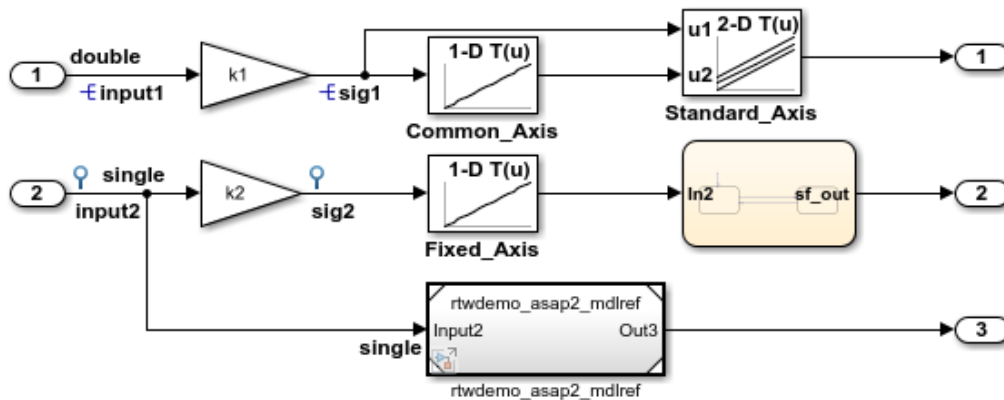 1
double
input1
k1
sig1
1-D T(u)
Common_Axis
u1
u2
2-D T(u)
Standard_Axis
1
2
single
input2
k2
sig2
1-D T(u)
Fixed_Axis
In2
sf_out
2
single
rtwdemo_asap2_mdlref
Input2
Out3
rtwdemo_asap2_mdlref
3